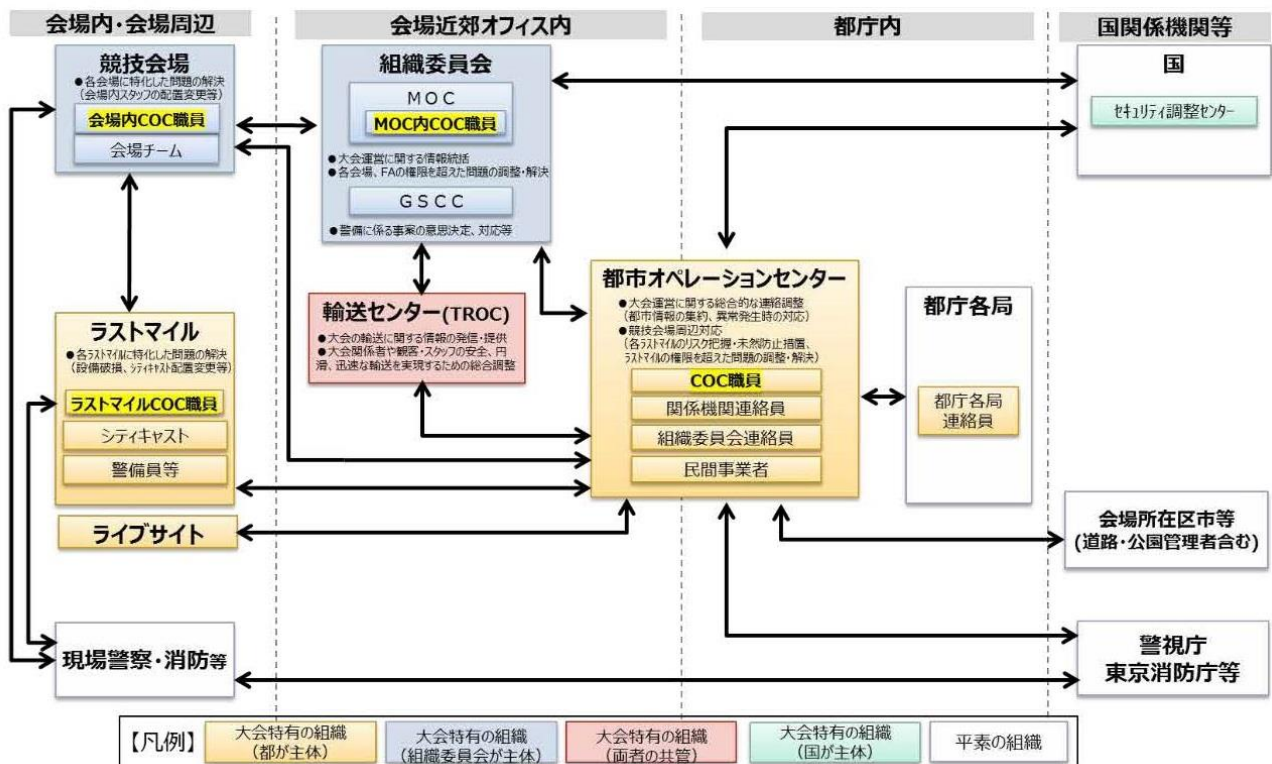 会場内・会場周辺
会場近郊オフィス内
都庁内
国関係機関等
競技会場
●各会場に特化した問題の解決
(会場内スタッフの配置変更等)
会場内COC職員
会場チーム
組織委員会
MOC
MOC内COC職員
●大会運営に関する情報統括
●各会場、FAの権限を超えた問題の調整・解決
GSCC
●警備に係る事案の意思決定、対応等
国
セキュリティ調整センター
ラストマイル
●各ラストマイルに特化した問題の解決
(設備破損、シティキャスト配置変更等)
ラストマイルCOC職員
シティキャスト
警備員等
輸送センター(TROC)
●大会の輸送に関する情報の発信・提供
●大会関係者や観客・スタッフの安全、円
滑、迅速な輸送を実現するための総合調整
都市オペレーションセンター
●大会運営に関する総合的な連絡調整
(都市情報の集約、異常発生時の対応)
●競技会場周辺対応
(各ラストマイルのリスク把握・未然防止措置、
ラストマイルの権限を超えた問題の調整・解決)
COC職員
関係機関連絡員
組織委員会連絡員
民間事業者
都庁各局
都庁各局
連絡員
ライブサイト
会場所在区市等
(道路・公園管理者含む)
現場警察・消防等
警視庁
東京消防庁等
【凡例】
大会特有の組織
(都が主体)
大会特有の組織
(組織委員会が主体)
大会特有の組織
(両者の共管)
大会特有の組織
(国が主体)
平素の組織